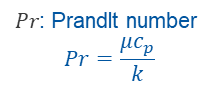 Pr: Prandlt number
Pr = μc_p / k